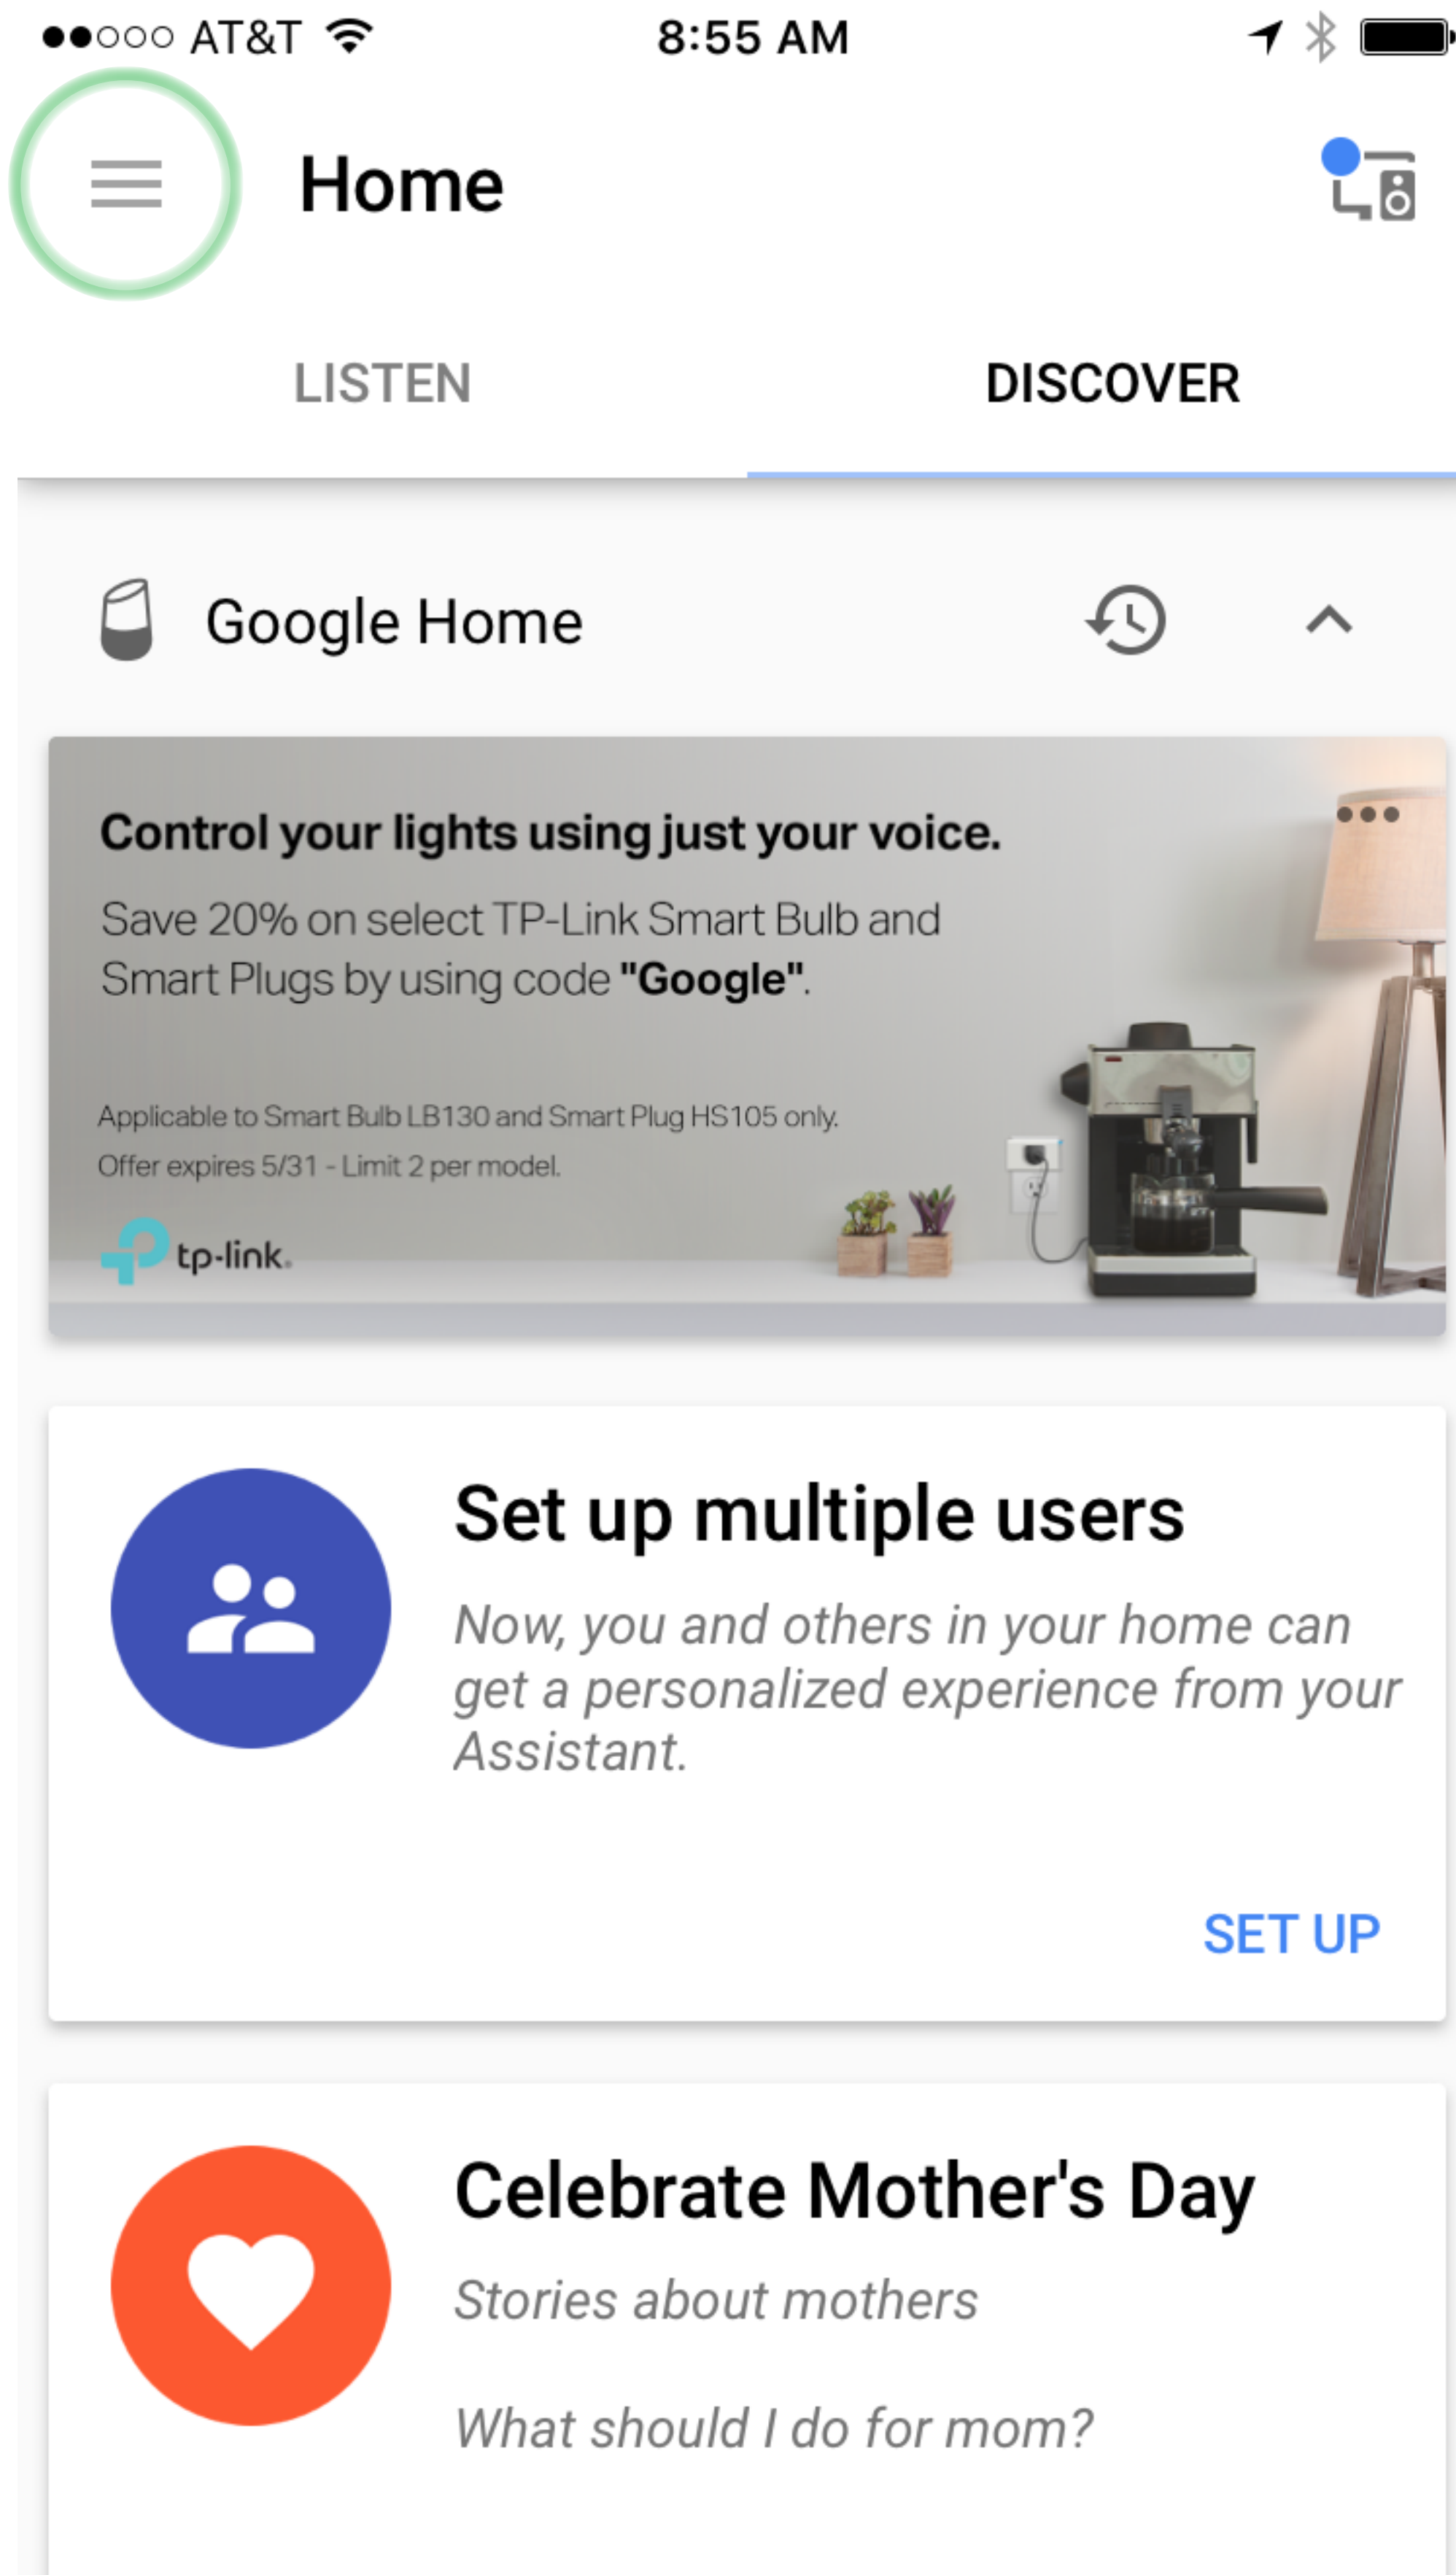 AT&T 8:55 AM
Home
LISTEN DISCOVER
Google Home
Control your lights using just your voice.
Save 20% on select TP-Link Smart Bulb and
Smart Plugs by using code "Google".
Applicable to Smart Bulb LB130 and Smart Plug HS105 only.
Offer expires 5/31 - Limit 2 per model.
tp-link
Set up multiple users
Now, you and others in your home can
get a personalized experience from your
Assistant.
SET UP
Celebrate Mother's Day
Stories about mothers
What should I do for mom?